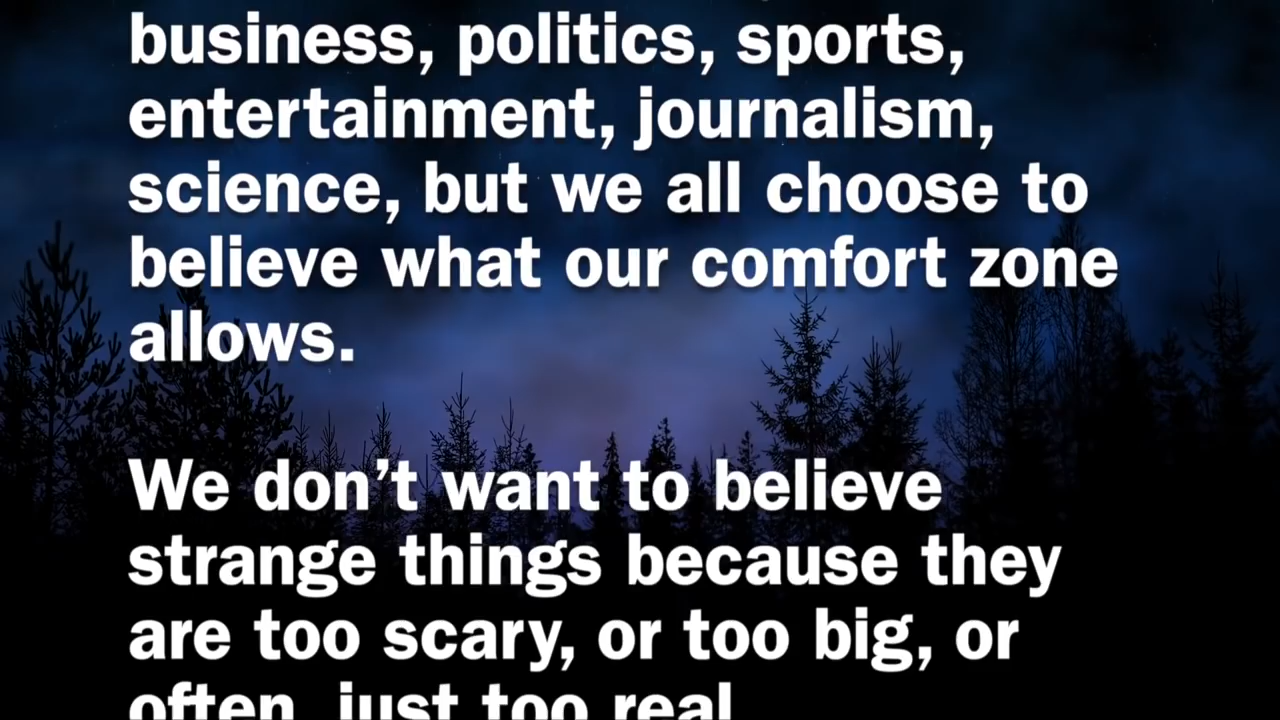 business, politics, sports,
entertainment, journalism,
science, but we all choose to
believe what our comfort zone
allows.
We don’t want to believe
strange things because they
are too scary, or too big, or
often, just too real